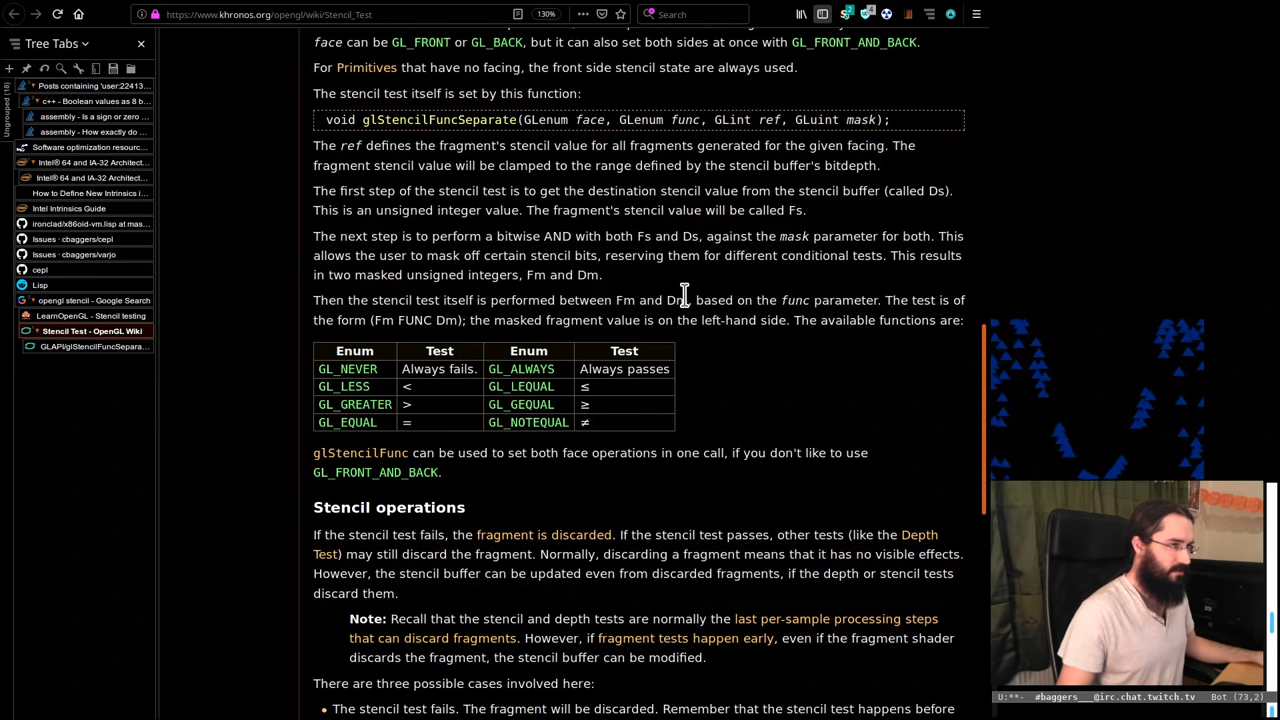 https://www.khronos.org/opengl/wiki/Stencil_Test
130%
Search
2
4
Tree Tabs
Ungrouped (18)
Posts containing 'user:22413...
c++ - Boolean values as 8 b...
assembly - Is a sign or zero ...
assembly - How exactly do ...
Software optimization resourc...
Intel® 64 and IA-32 Architect...
Intel® 64 and IA-32 Architect...
How to Define New Intrinsics i...
Intel Intrinsics Guide
ironclad/x86oid-vm.lisp at mas...
Issues · cbaggers/cepl
Issues · cbaggers/varjo
cepl
Lisp
opengl stencil - Google Search
LearnOpenGL - Stencil testing
Stencil Test - OpenGL Wiki
GLAPI/glStencilFuncSepara...
face can be GL_FRONT or GL_BACK, but it can also set both sides at once with GL_FRONT_AND_BACK.
For Primitives that have no facing, the front side stencil state are always used.
The stencil test itself is set by this function:
void glStencilFuncSeparate(GLenum face, GLenum func, GLint ref, GLuint mask);
The ref defines the fragment's stencil value for all fragments generated for the given facing. The
fragment stencil value will be clamped to the range defined by the stencil buffer's bitdepth.
The first step of the stencil test is to get the destination stencil value from the stencil buffer (called Ds).
This is an unsigned integer value. The fragment's stencil value will be called Fs.
The next step is to perform a bitwise AND with both Fs and Ds, against the mask parameter for both. This
allows the user to mask off certain stencil bits, reserving them for different conditional tests. This results
in two masked unsigned integers, Fm and Dm.
Then the stencil test itself is performed between Fm and Dm, based on the func parameter. The test is of
the form (Fm FUNC Dm); the masked fragment value is on the left-hand side. The available functions are:
Enum Test Enum Test
GL_NEVER Always fails. GL_ALWAYS Always passes
GL_LESS < GL_LEQUAL ≤
GL_GREATER > GL_GEQUAL ≥
GL_EQUAL = GL_NOTEQUAL ≠
glStencilFunc can be used to set both face operations in one call, if you don't like to use
GL_FRONT_AND_BACK.
Stencil operations
If the stencil test fails, the fragment is discarded. If the stencil test passes, other tests (like the Depth
Test) may still discard the fragment. Normally, discarding a fragment means that it has no visible effects.
However, the stencil buffer can be updated even from discarded fragments, if the depth or stencil tests
discard them.
Note: Recall that the stencil and depth tests are normally the last per-sample processing steps
that can discard fragments. However, if fragment tests happen early, even if the fragment shader
discards the fragment, the stencil buffer can be modified.
There are three possible cases involved here:
• The stencil test fails. The fragment will be discarded. Remember that the stencil test happens before
U:**- #baggers @irc.chat.twitch.tv Bot (73,2)